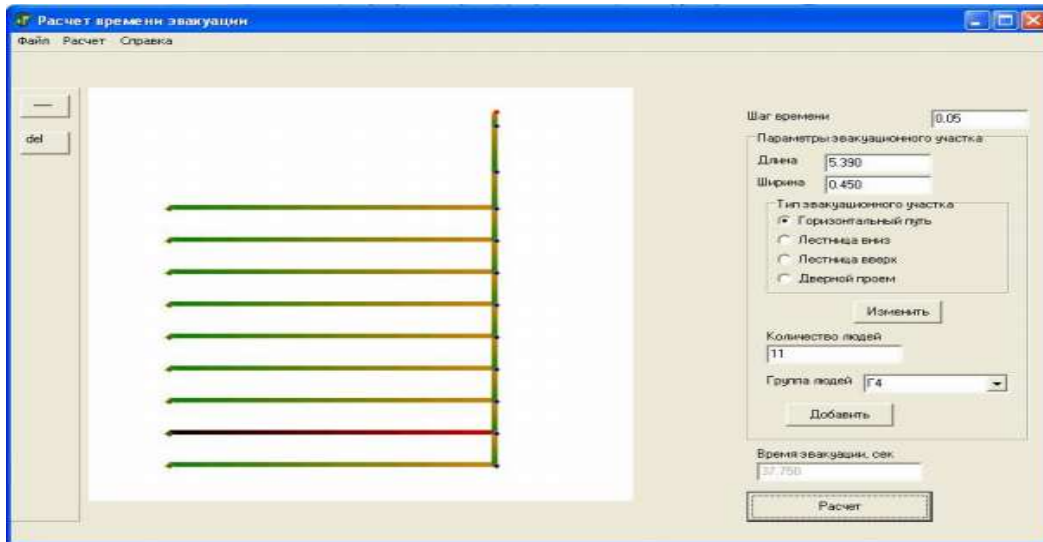 Расчет времени эвакуации
Файл Расчет Справка
del
Шаг времени 0.05
Параметры эвакуационного участка
Длина 5.390
Ширина 0.450
Тип эвакуационного участка
Горизонтальный путь
Лестница вниз
Лестница вверх
Дверной проем
Изменить
Количество людей
11
Группа людей Г4
Добавить
Время эвакуации, сек
37.750
Расчет